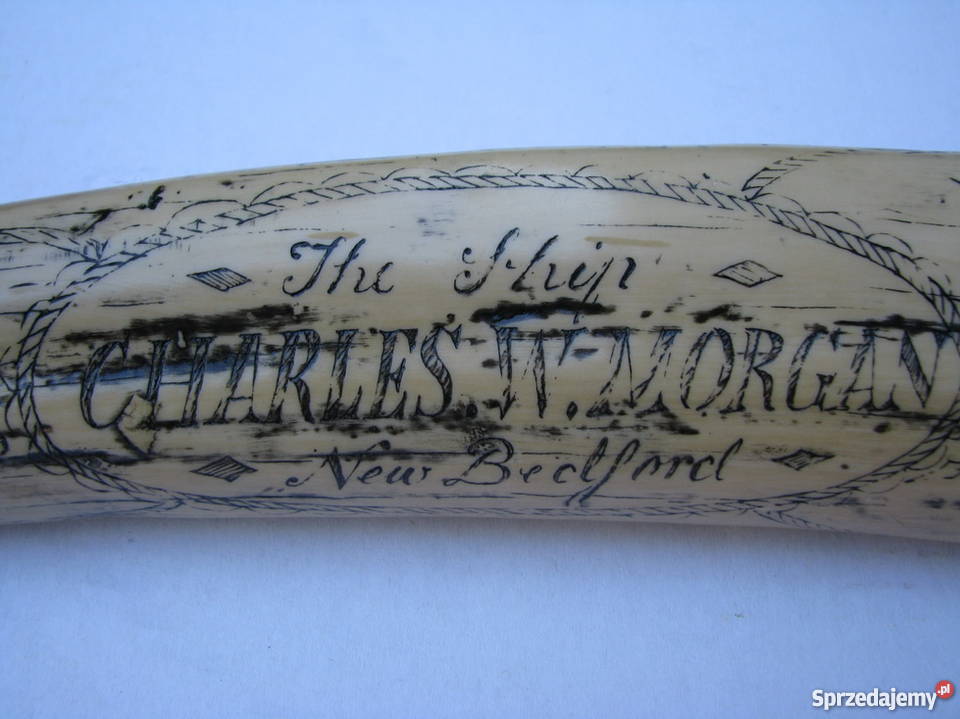 The Ship
CHARLES.W.MORGAN
New Bedford
Sprzedajemy.pl